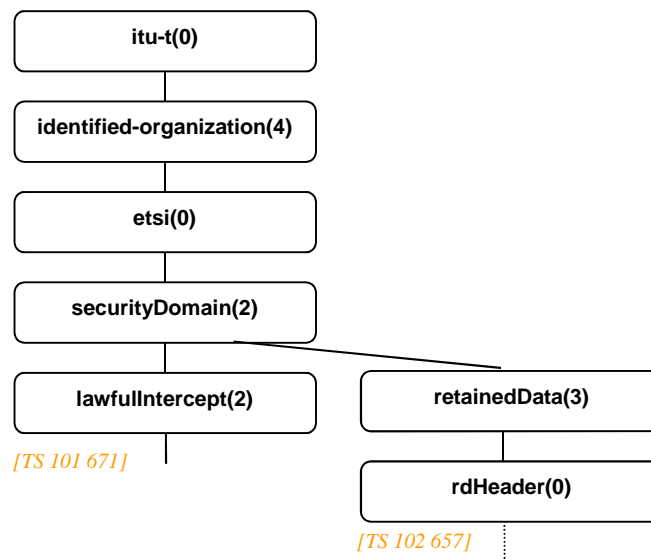 itu-t(0)
identified-organization(4)
etsi(0)
securityDomain(2)
lawfulIntercept(2)
retainedData(3)
[TS 101 671]
rdHeader(0)
[TS 102 657]